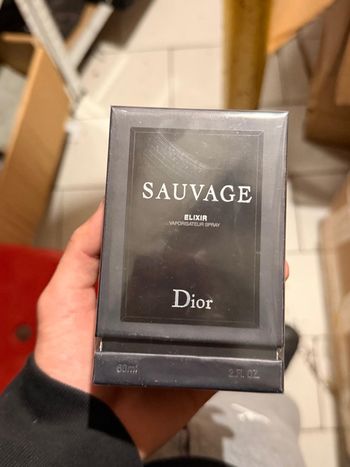 SAUVAGE
ELIXIR
VAPORISATEUR SPRAY
Dior
60ml 2 FL. OZ.